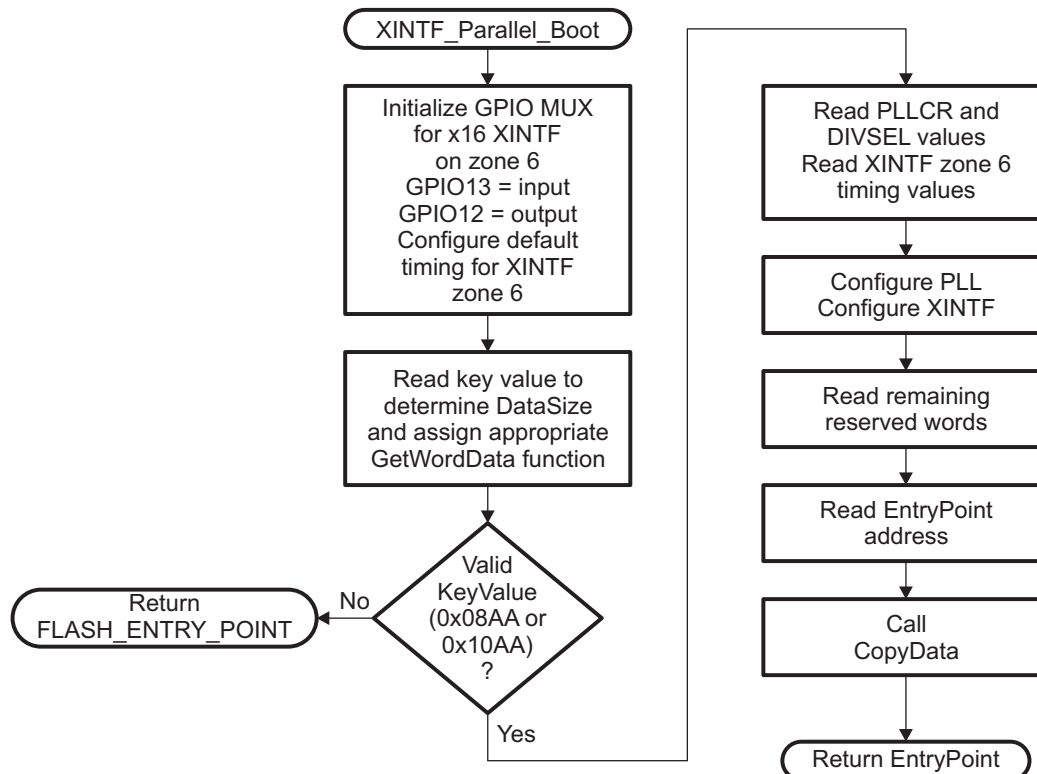 XINTF_Parallel_Boot
Initialize GPIO MUX
for x16 XINTF
on zone 6
GPIO13 = input
GPIO12 = output
Configure default
timing for XINTF
zone 6
Read key value to
determine DataSize
and assign appropriate
GetWordData function
Valid
KeyValue
(0x08AA or
0x10AA)
?
No
Return
FLASH_ENTRY_POINT
Yes
Read PLLCR and
DIVSEL values
Read XINTF zone 6
timing values
Configure PLL
Configure XINTF
Read remaining
reserved words
Read EntryPoint
address
Call
CopyData
Return EntryPoint